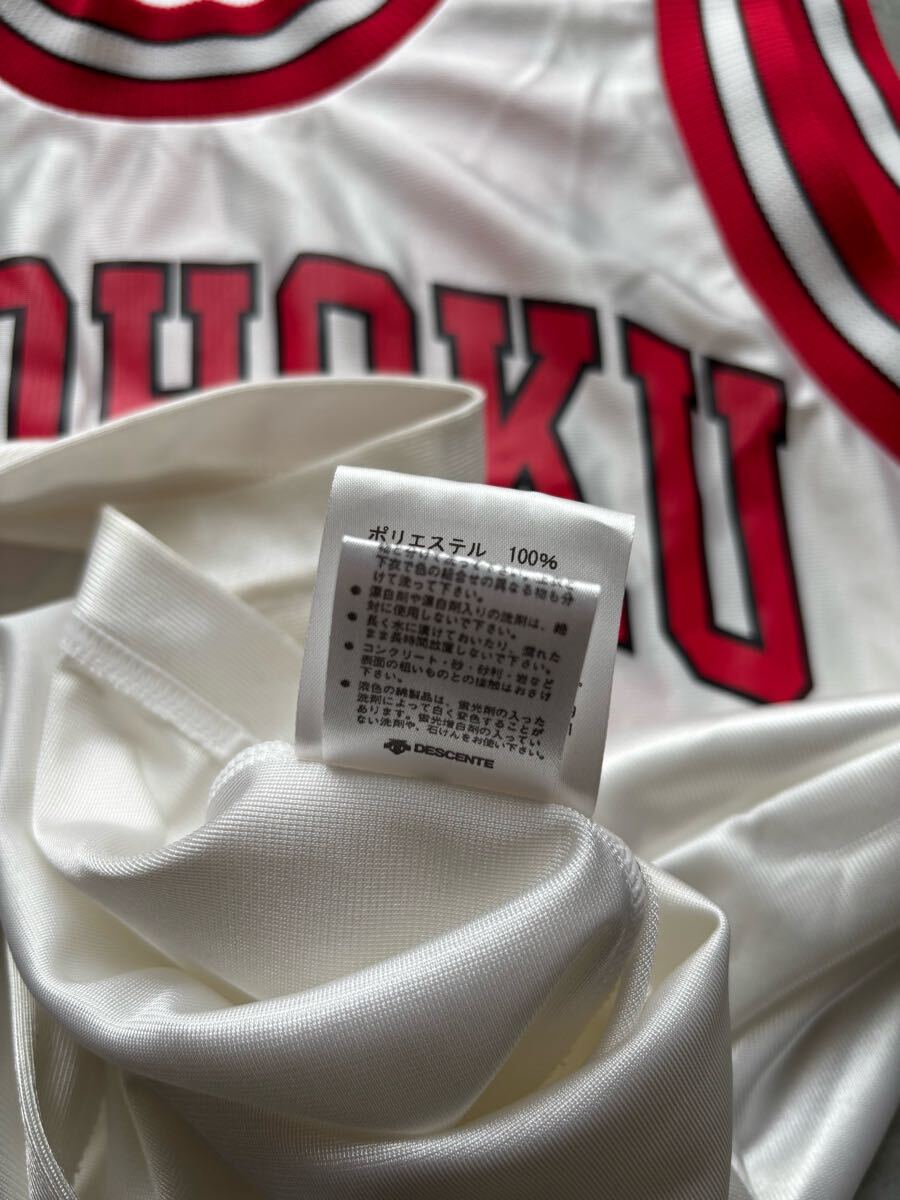 OHOKU
ポリエステル 100%
下衣で色の組合せの異なる物も分
けて洗って下さい。
● 漂白剤や漂白剤入りの洗剤は、絶
対に使用しないで下さい。
● 長く水に漬けておいたり、濡れた
まま長時間放置しないで下さい。
● コンクリート・砂・砂利・岩など
表面の粗いものとの接触はおさけ
下さい。
● 淡色の綿製品は、蛍光剤の入った
洗剤によって白く変色することが
あります。蛍光増白剤の入ってい
ない洗剤や、石けんをお使い下さい。
DESCENTE